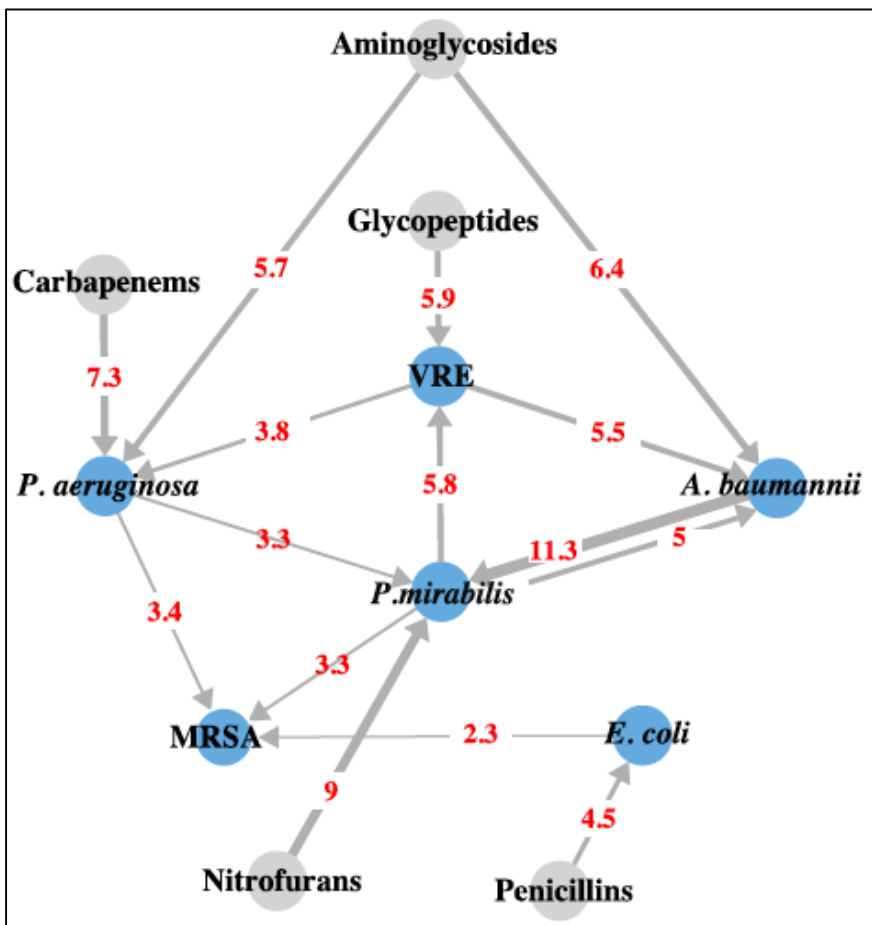 Aminoglycosides
Glycopeptides
5.7
6.4
Carbapenems
5.9
7.3
VRE
3.8
5.5
P. aeruginosa
5.8
A. baumannii
3.3
11.3
5
P.mirabilis
3.4
3.3
MRSA
2.3
E. coli
9
4.5
Nitrofurans
Penicillins